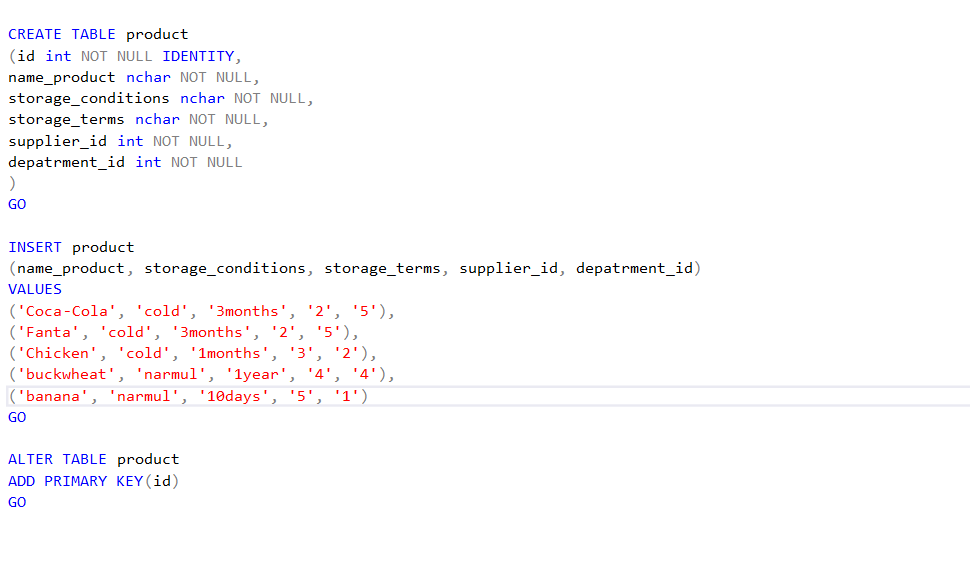 CREATE TABLE product
(id int NOT NULL IDENTITY,
name_product nchar NOT NULL,
storage_conditions nchar NOT NULL,
storage_terms nchar NOT NULL,
supplier_id int NOT NULL,
depatrment_id int NOT NULL
)
GO
INSERT product
(name_product, storage_conditions, storage_terms, supplier_id, depatrment_id)
VALUES
('Coca-Cola', 'cold', '3months', '2', '5'),
('Fanta', 'cold', '3months', '2', '5'),
('Chicken', 'cold', '1months', '3', '2'),
('buckwheat', 'narmul', '1year', '4', '4'),
('banana', 'narmul', '10days', '5', '1')
GO
ALTER TABLE product
ADD PRIMARY KEY(id)
GO